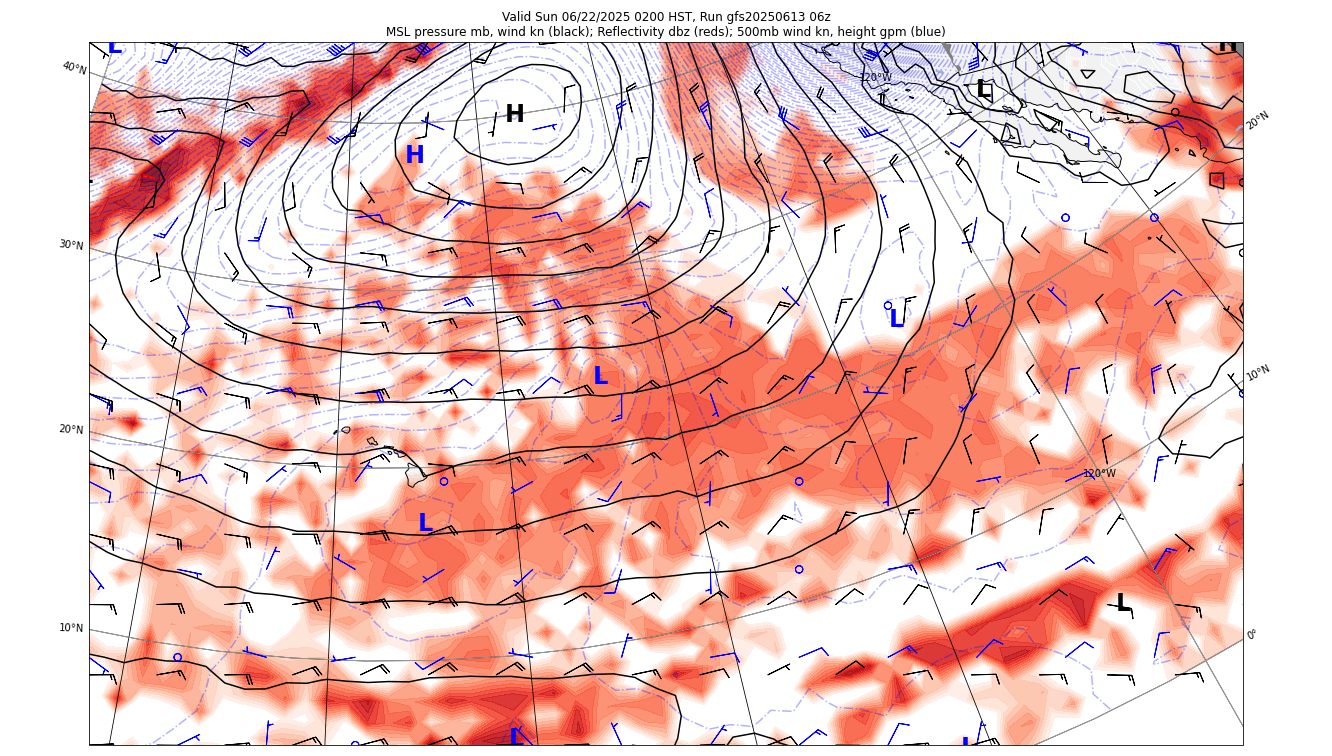 Valid Sun 06/22/2025 0200 HST, Run gfs20250613 06z
MSL pressure mb, wind kn (black); Reflectivity dbz (reds); 500mb wind kn, height gpm (blue)
L
H
40°N
120°W
L
H
20°N
H
30°N
L
L
10°N
20°N
120°W
L
L
10°N
0°
L
L